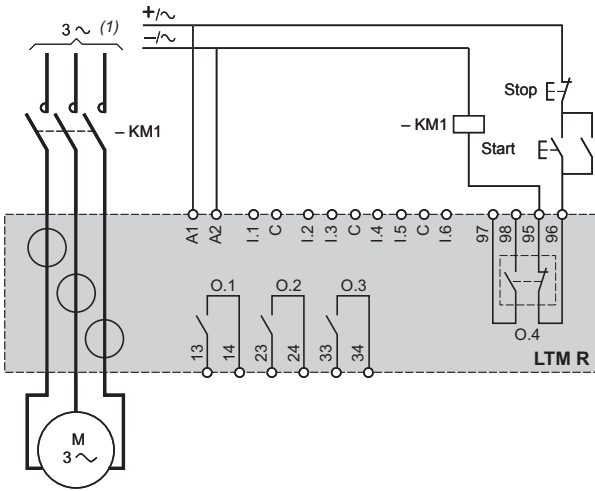 +/~
3 ~ (1)
–/~
Stop
– KM1
– KM1
Start
A1 A2 I.1 C I.2 I.3 C I.4 I.5 C I.6 97 98 95 96
O.1 O.2 O.3
O.4
13 14 23 24 33 34
LTM R
M
3 ~